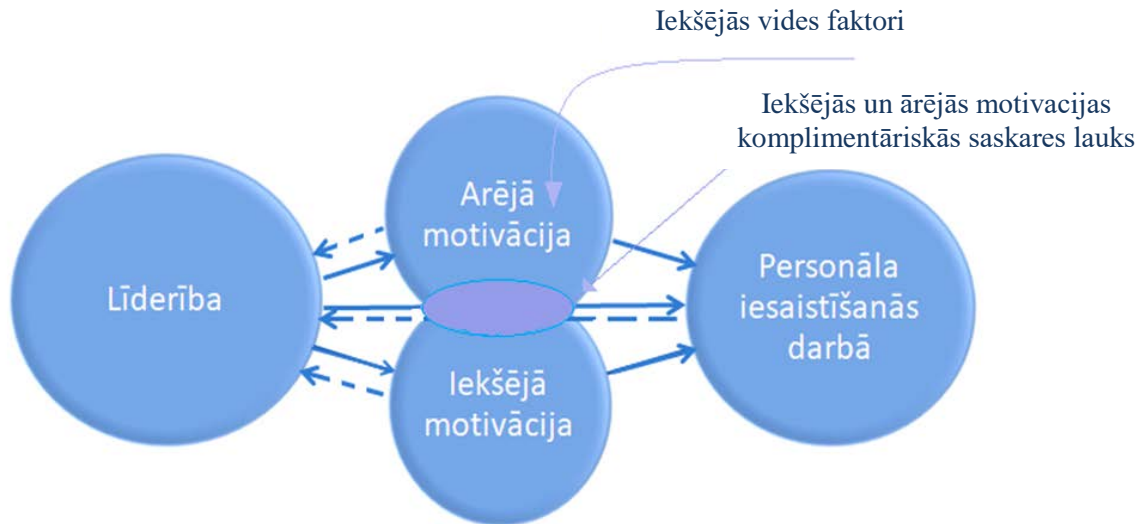 Iekšējās vides faktori
Iekšējās un ārējās motivacijas
komplimentāriskās saskares lauks
Arējā
motivācija
Līderība
Personāla
iesaistīšanās
darbā
Iekšējā
motivācija